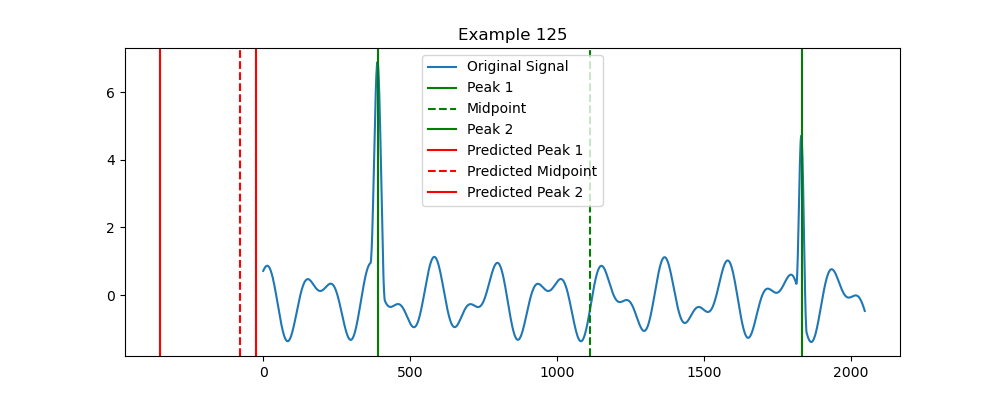 Example 125
Original Signal
Peak 1
Midpoint
Peak 2
Predicted Peak 1
Predicted Midpoint
Predicted Peak 2
6
4
2
0
0 500 1000 1500 2000